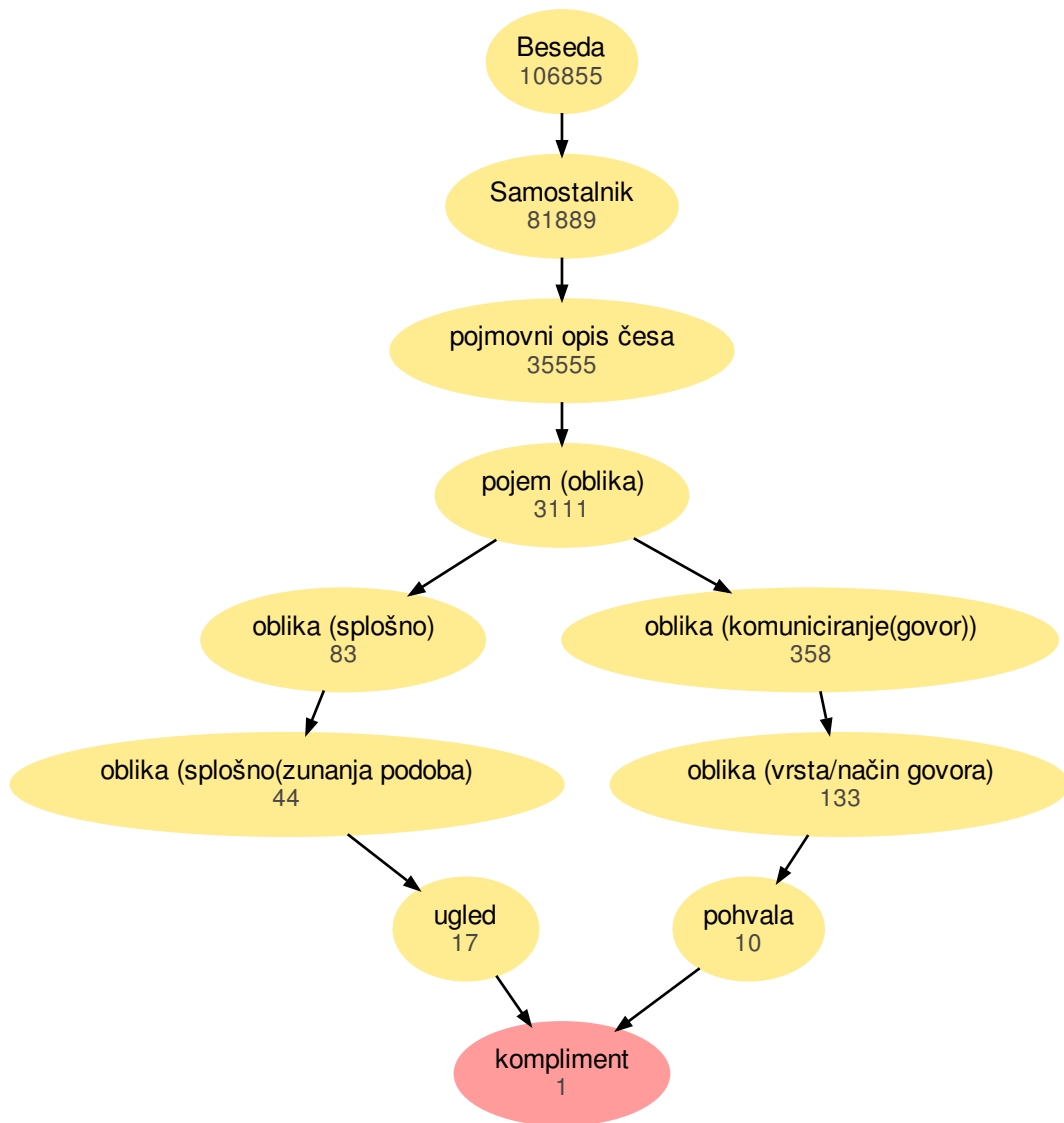 Beseda
106855
Samostalnik
81889
pojmovni opis česa
35555
pojem (oblika)
3111
oblika (splošno)
83
oblika (komuniciranje(govor))
358
oblika (splošno(zunanja podoba)
44
oblika (vrsta/način govora)
133
ugled
17
pohvala
10
kompliment
1